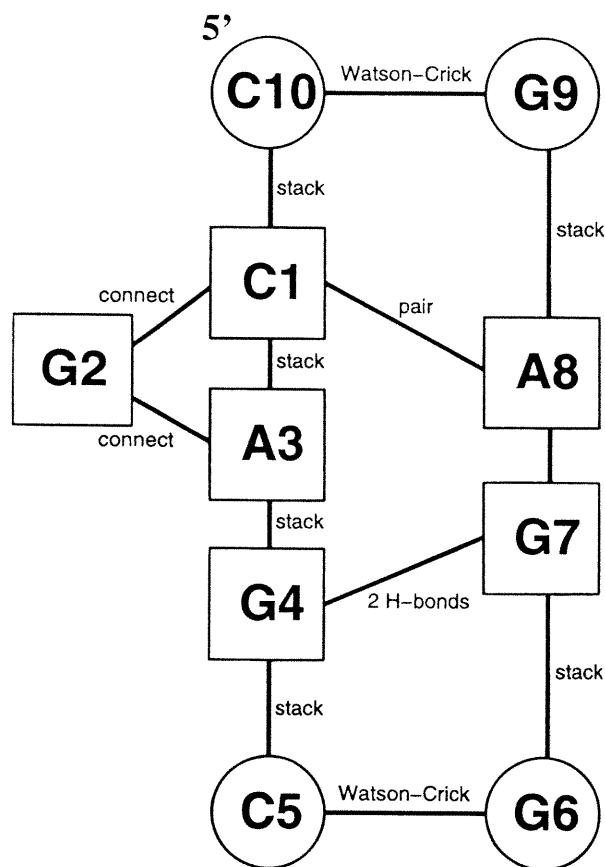 5’
C10 Watson–Crick G9
stack
stack
connect C1
pair
G2
stack
A8
connect A3
stack
G7
G4
2 H–bonds
stack
stack
C5 Watson–Crick G6